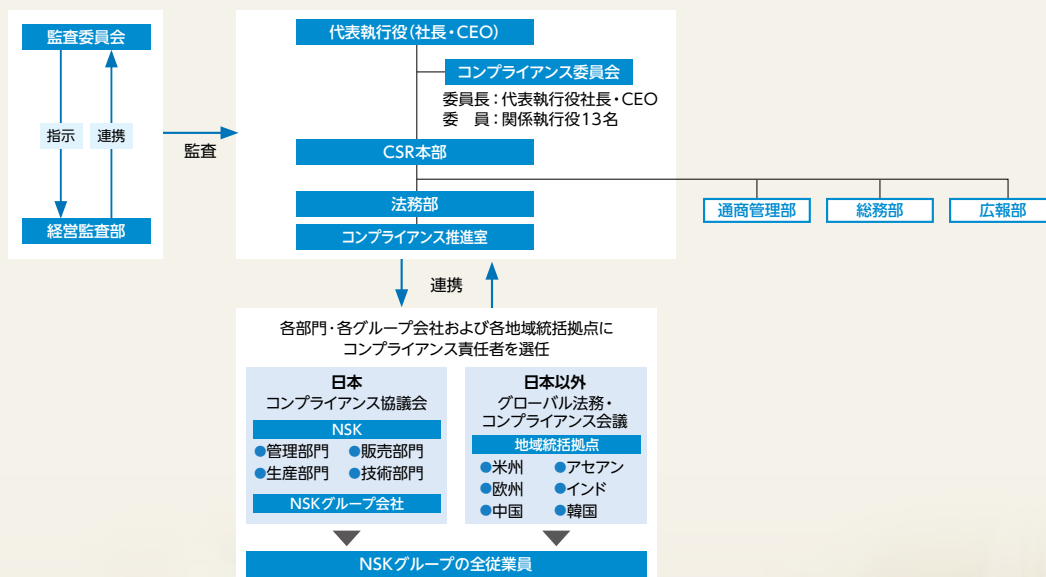 監査委員会
指示
連携
経営監査部
監査
代表執行役(社長・CEO)
コンプライアンス委員会
委員長：代表執行役社長・CEO
委　員：関係執行役13名
CSR本部
法務部
コンプライアンス推進室
通商管理部
総務部
広報部
連携
各部門・各グループ会社および各地域統括拠点に
コンプライアンス責任者を選任
日本
コンプライアンス協議会
NSK
●管理部門 ●販売部門
●生産部門 ●技術部門
NSKグループ会社
日本以外
グローバル法務・
コンプライアンス会議
地域統括拠点
●米州 ●アセアン
●欧州 ●インド
●中国 ●韓国
NSKグループの全従業員